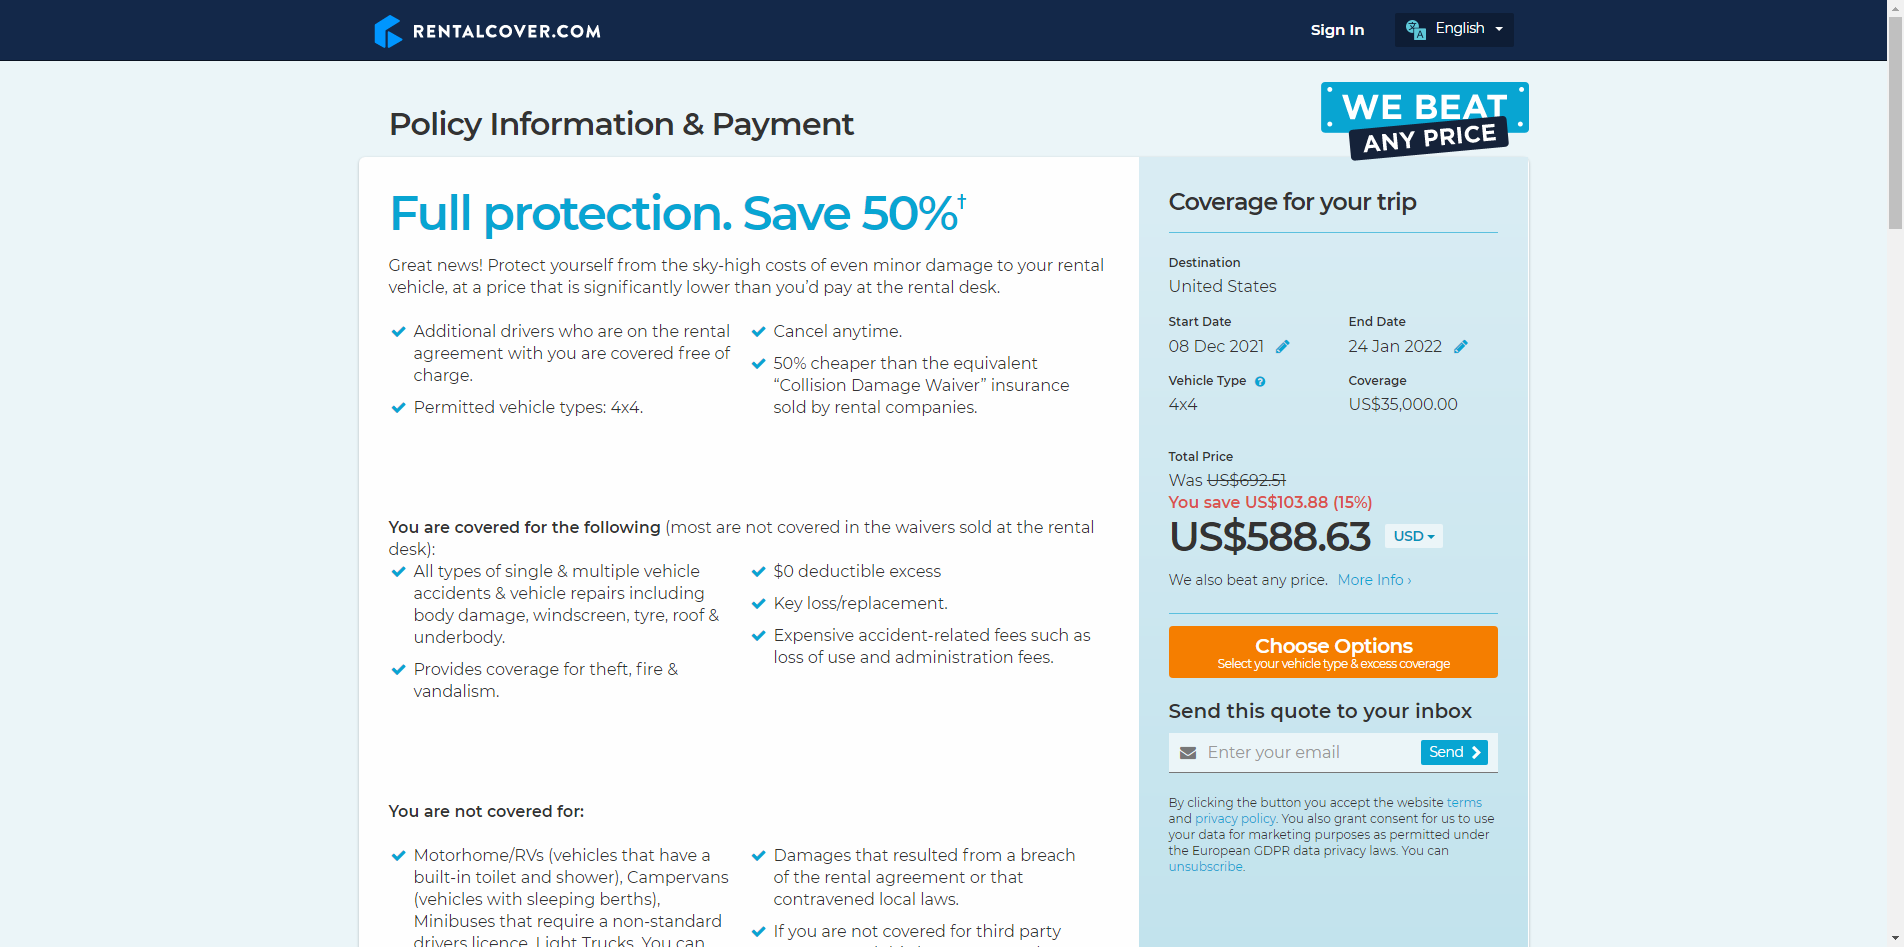 RENTALCOVER.COM
Sign In
English
Policy Information & Payment
WE BEAT
ANY PRICE
Full protection. Save 50%†
Great news! Protect yourself from the sky-high costs of even minor damage to your rental
vehicle, at a price that is significantly lower than you’d pay at the rental desk.
Additional drivers who are on the rental
agreement with you are covered free of
charge.
Permitted vehicle types: 4x4.
Cancel anytime.
50% cheaper than the equivalent
“Collision Damage Waiver” insurance
sold by rental companies.
You are covered for the following (most are not covered in the waivers sold at the rental
desk):
All types of single & multiple vehicle
accidents & vehicle repairs including
body damage, windscreen, tyre, roof &
underbody.
Provides coverage for theft, fire &
vandalism.
$0 deductible excess
Key loss/replacement.
Expensive accident-related fees such as
loss of use and administration fees.
You are not covered for:
Motorhome/RVs (vehicles that have a
built-in toilet and shower), Campervans
(vehicles with sleeping berths),
Minibuses that require a non-standard
drivers licence, Light Trucks. You can
Damages that resulted from a breach
of the rental agreement or that
contravened local laws.
If you are not covered for third party
Coverage for your trip
Destination
United States
Start Date
08 Dec 2021
End Date
24 Jan 2022
Vehicle Type ?
4x4
Coverage
US$35,000.00
Total Price
Was US$692.51
You save US$103.88 (15%)
US$588.63 USD
We also beat any price. More Info ›
Choose Options
Select your vehicle type & excess coverage
Send this quote to your inbox
Enter your email
Send
By clicking the button you accept the website terms
and privacy policy. You also grant consent for us to use
your data for marketing purposes as permitted under
the European GDPR data privacy laws. You can
unsubscribe.